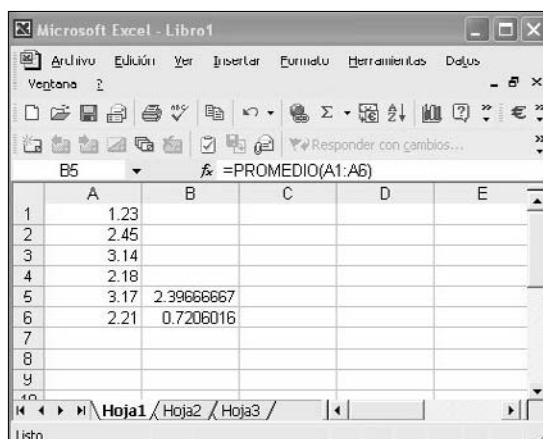 Microsoft Excel - Libro1
Archivo Edición Ver Insertar Formato Herramientas Datos
Ventana ?
Σ €
Responder con cambios...
B5 fx =PROMEDIO(A1:A6)
A B C D E
1 1.23
2 2.45
3 3.14
4 2.18
5 3.17 2.39666667
6 2.21 0.7206016
7
8
9
10
Hoja1 Hoja2 Hoja3
Listo